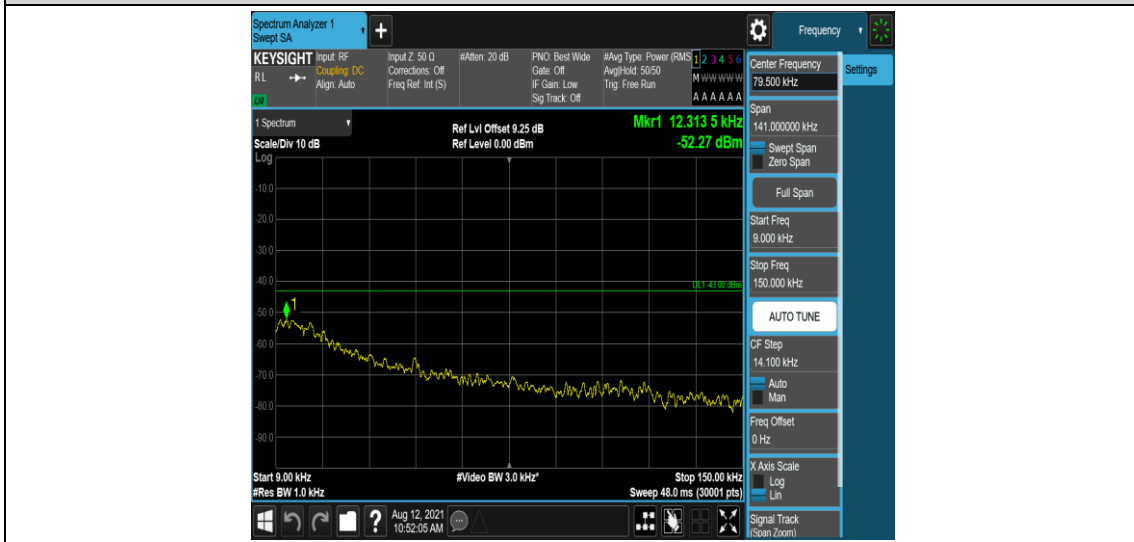 Spectrum Analyzer 1
Swept SA
+
Frequency
KEYSIGHT
RL
LXI
Input: RF
Coupling: DC
Align: Auto
Input Z: 50 Ω
Corrections: Off
Freq Ref: Int (S)
#Atten: 20 dB
PNO: Best Wide
Gate: Off
IF Gain: Low
Sig Track: Off
#Avg Type: Power (RMS
Avg|Hold: 50/50
Trig: Free Run
1 2 3 4 5 6
M W W W W W
A A A A A A
Center Frequency
79.500 kHz
Settings
Span
141.000000 kHz
Swept Span
Zero Span
Full Span
Start Freq
9.000 kHz
Stop Freq
150.000 kHz
AUTO TUNE
CF Step
14.100 kHz
Auto
Man
Freq Offset
0 Hz
X Axis Scale
Log
Lin
Signal Track
(Span Zoom)
1 Spectrum
Scale/Div 10 dB
Log
Ref Lvl Offset 9.25 dB
Ref Level 0.00 dBm
Mkr1 12.313 5 kHz
-52.27 dBm
-10.0
-20.0
-30.0
-40.0
DL1 -43.00 dBm
-50.0
1
-60.0
-70.0
-80.0
-90.0
Start 9.00 kHz
#Res BW 1.0 kHz
#Video BW 3.0 kHz*
Stop 150.00 kHz
Sweep 48.0 ms (30001 pts)
?
Aug 12, 2021
10:52:05 AM